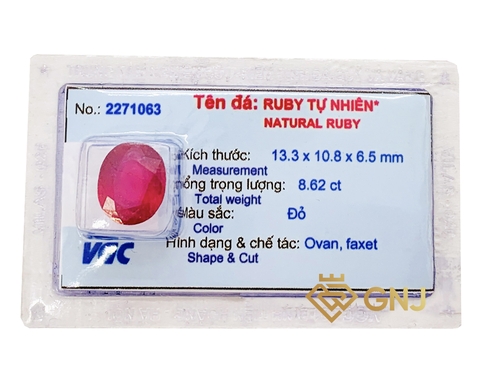 No.: 2271063
Tên đá: RUBY TỰ NHIÊN*
NATURAL RUBY
Kích thước: 13.3 x 10.8 x 6.5 mm
Measurement
Tổng trọng lượng: 8.62 ct
Total weight
Màu sắc: Đỏ
Color
Hình dạng & chế tác: Ovan, faxet
Shape & Cut
VGC
GNJ